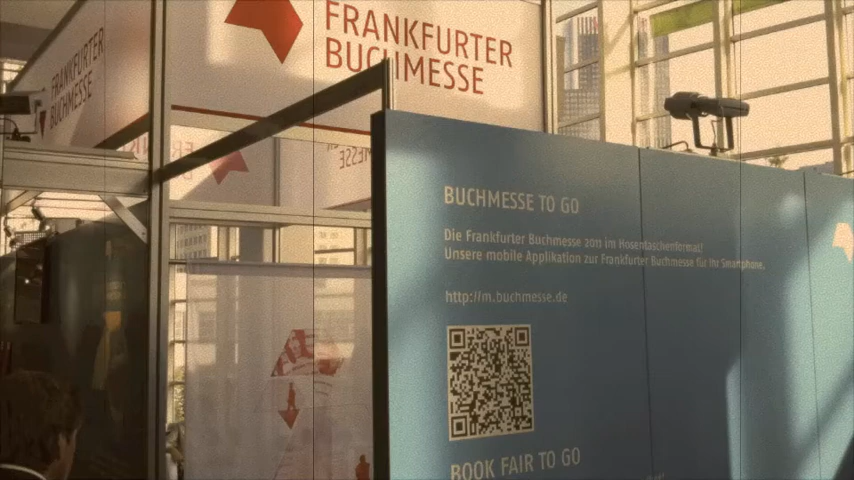 FRANKFURTER
BUCHMESSE
FRANKFURTER
BUCHMESSE
BUCHMESSE TO GO
Die Frankfurter Buchmesse 2011 im Hosentaschenformat!
Unsere mobile Applikation zur Frankfurter Buchmesse für Ihr Smartphone.
http://m.buchmesse.de
BOOK FAIR TO GO